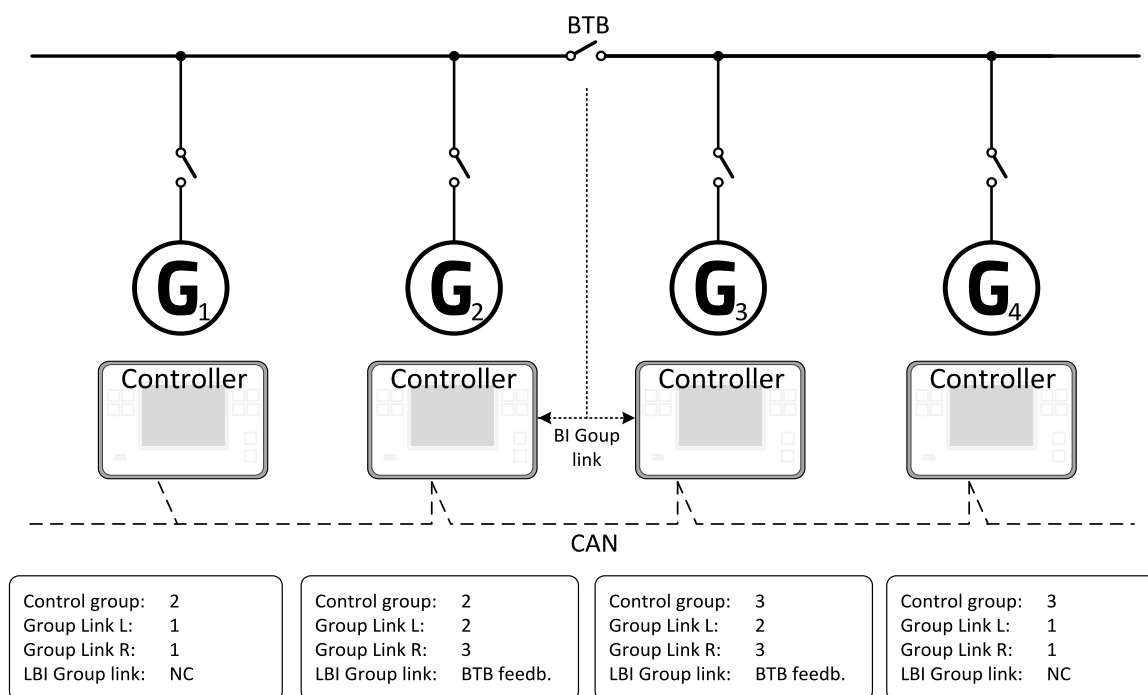 BTB
G1
G2
G3
G4
Controller
Controller
Controller
Controller
BI Goup
link
CAN
Control group: 2
Group Link L: 1
Group Link R: 1
LBI Group link: NC
Control group: 2
Group Link L: 2
Group Link R: 3
LBI Group link: BTB feedb.
Control group: 3
Group Link L: 2
Group Link R: 3
LBI Group link: BTB feedb.
Control group: 3
Group Link L: 1
Group Link R: 1
LBI Group link: NC